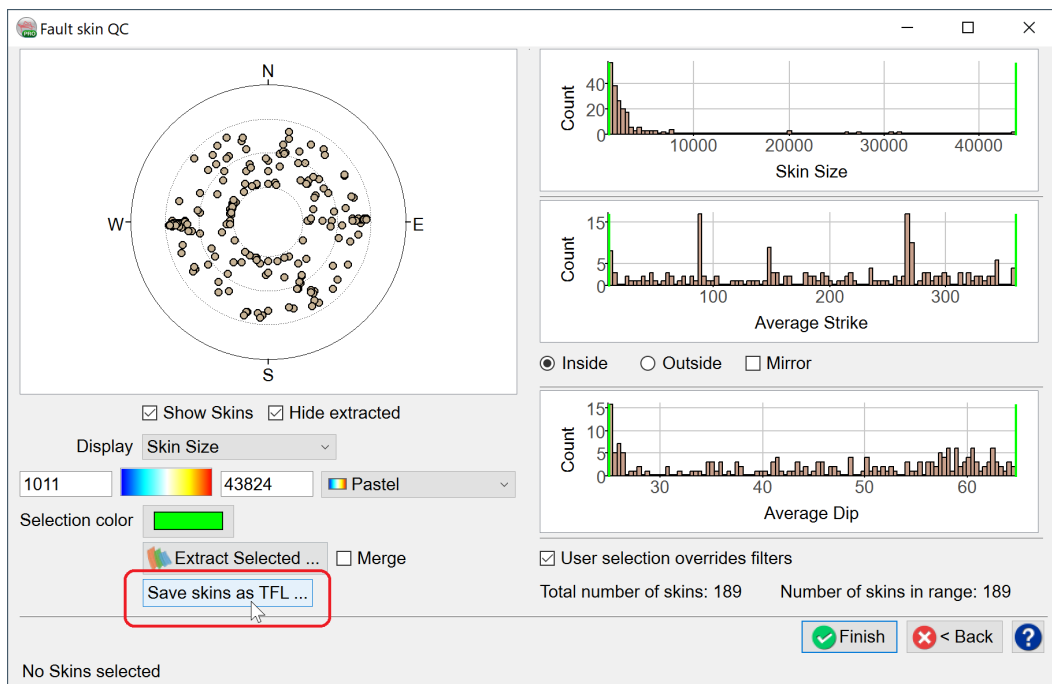 PRO Fault skin QC
N
W E
S
Show Skins Hide extracted
Display Skin Size
1011 43824 Pastel
Selection color
Extract Selected ... Merge
Save skins as TFL ...
Count
40
20
0
10000 20000 30000 40000
Skin Size
Count
15
5
0
100 200 300
Average Strike
Inside Outside Mirror
Count
15
10
5
0
30 40 50 60
Average Dip
User selection overrides filters
Total number of skins: 189 Number of skins in range: 189
Finish < Back ?
No Skins selected